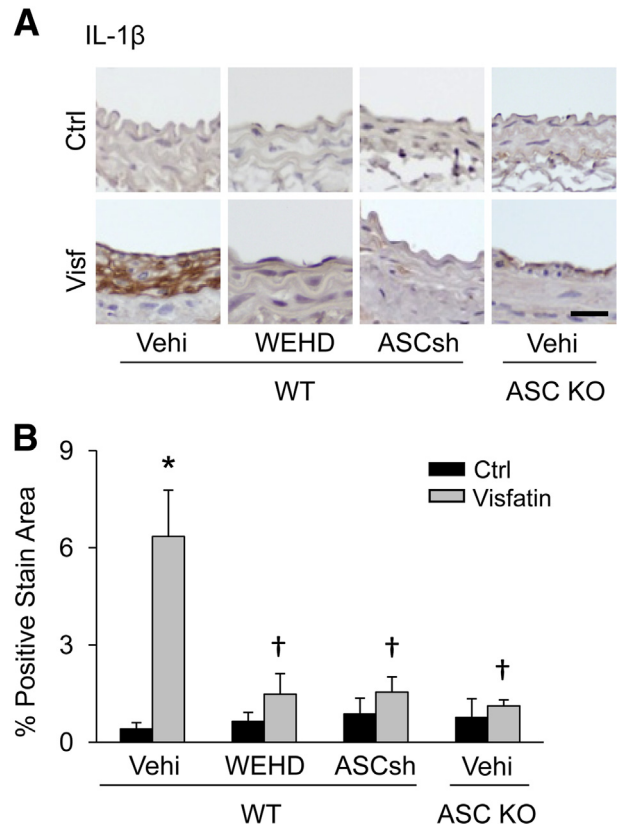 A
IL-1β
Ctrl
Visf
Vehi WEHD ASCsh Vehi
WT ASC KO
B
% Positive Stain Area
9
6
3
0
*
†
†
†
Ctrl
Visfatin
Vehi WEHD ASCsh Vehi
WT ASC KO